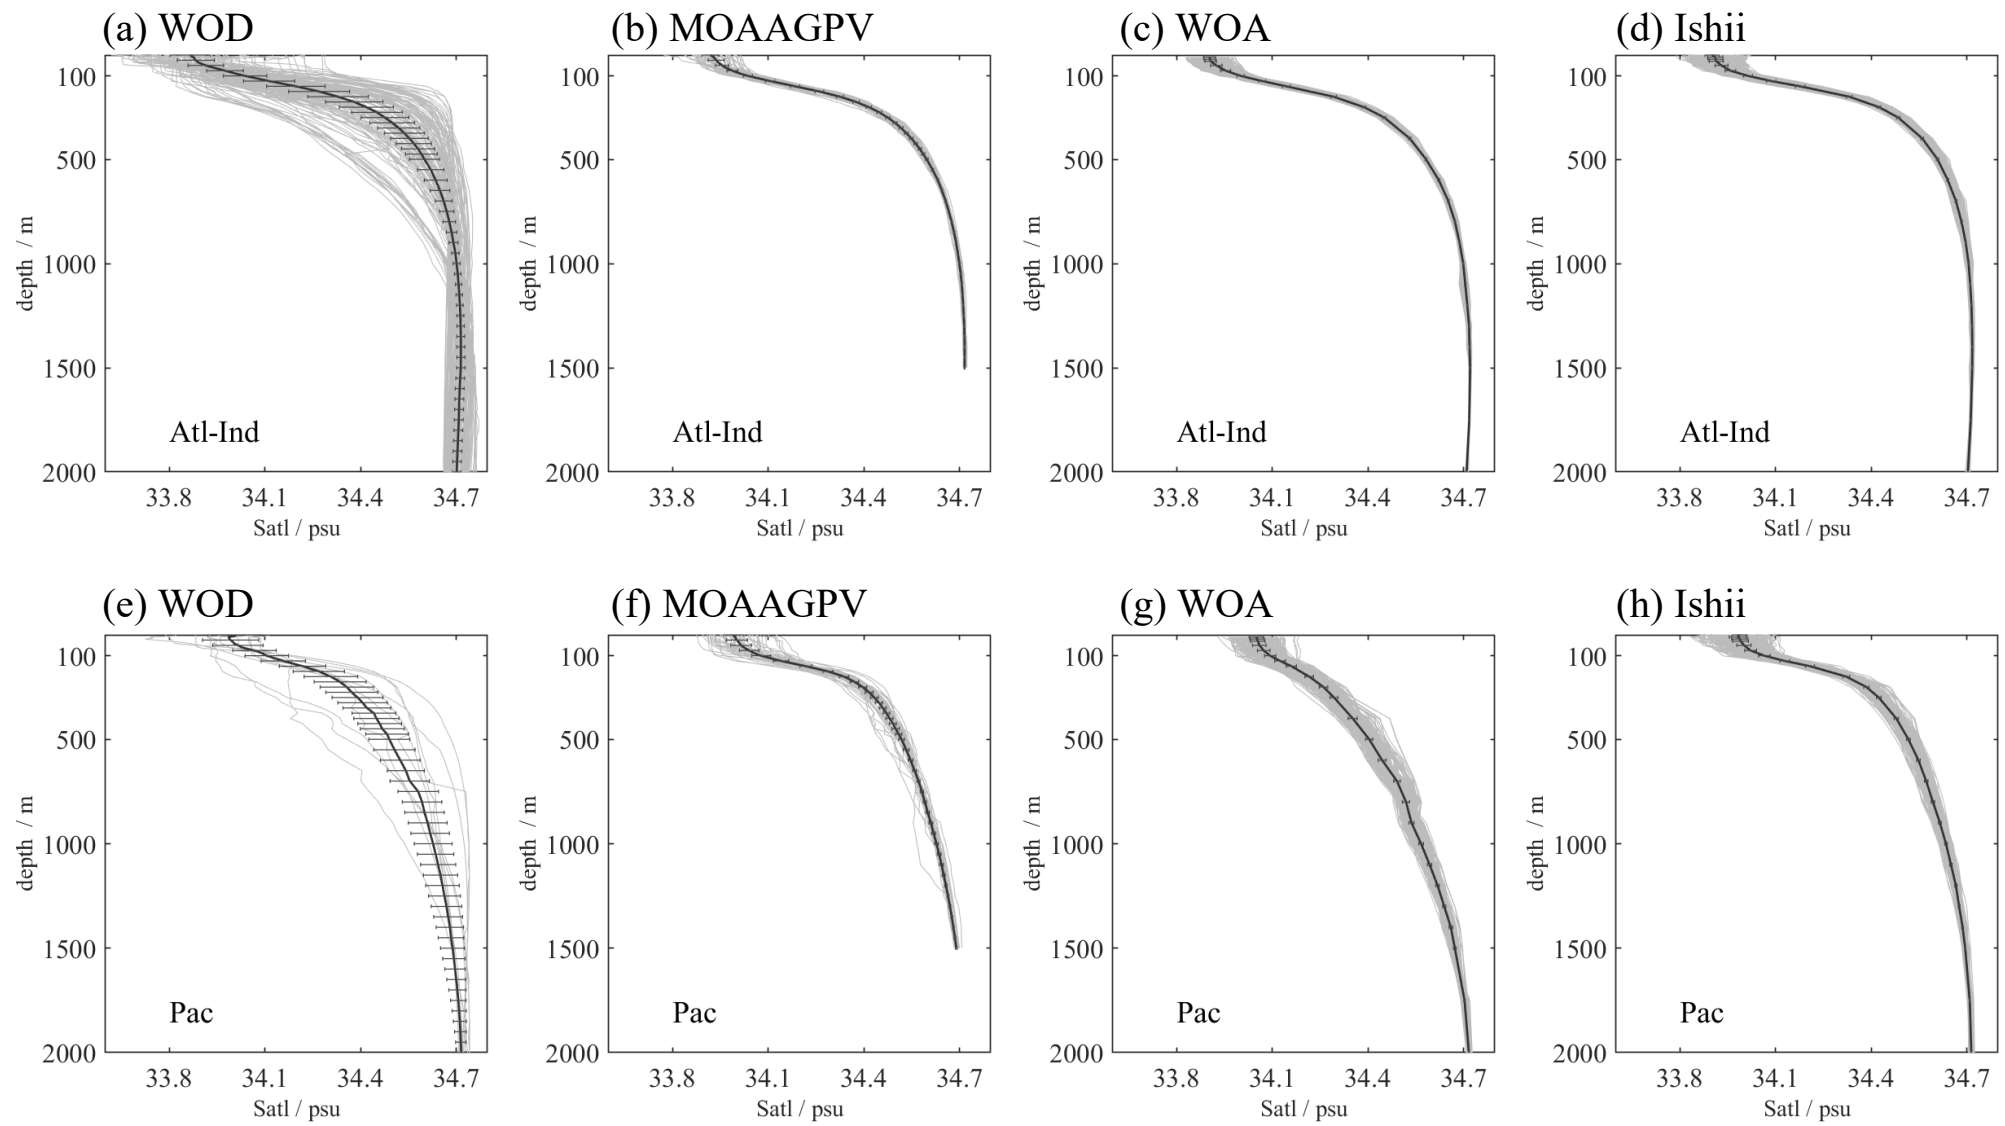 (a) WOD
(b) MOAAGPV
(c) WOA
(d) Ishii
100
500
1000
1500
2000
depth / m
Atl-Ind
33.8 34.1 34.4 34.7
Satl / psu
100
500
1000
1500
2000
depth / m
Atl-Ind
33.8 34.1 34.4 34.7
Satl / psu
100
500
1000
1500
2000
depth / m
Atl-Ind
33.8 34.1 34.4 34.7
Satl / psu
100
500
1000
1500
2000
depth / m
Atl-Ind
33.8 34.1 34.4 34.7
Satl / psu
(e) WOD
(f) MOAAGPV
(g) WOA
(h) Ishii
100
500
1000
1500
2000
depth / m
Pac
33.8 34.1 34.4 34.7
Satl / psu
100
500
1000
1500
2000
depth / m
Pac
33.8 34.1 34.4 34.7
Satl / psu
100
500
1000
1500
2000
depth / m
Pac
33.8 34.1 34.4 34.7
Satl / psu
100
500
1000
1500
2000
depth / m
Pac
33.8 34.1 34.4 34.7
Satl / psu